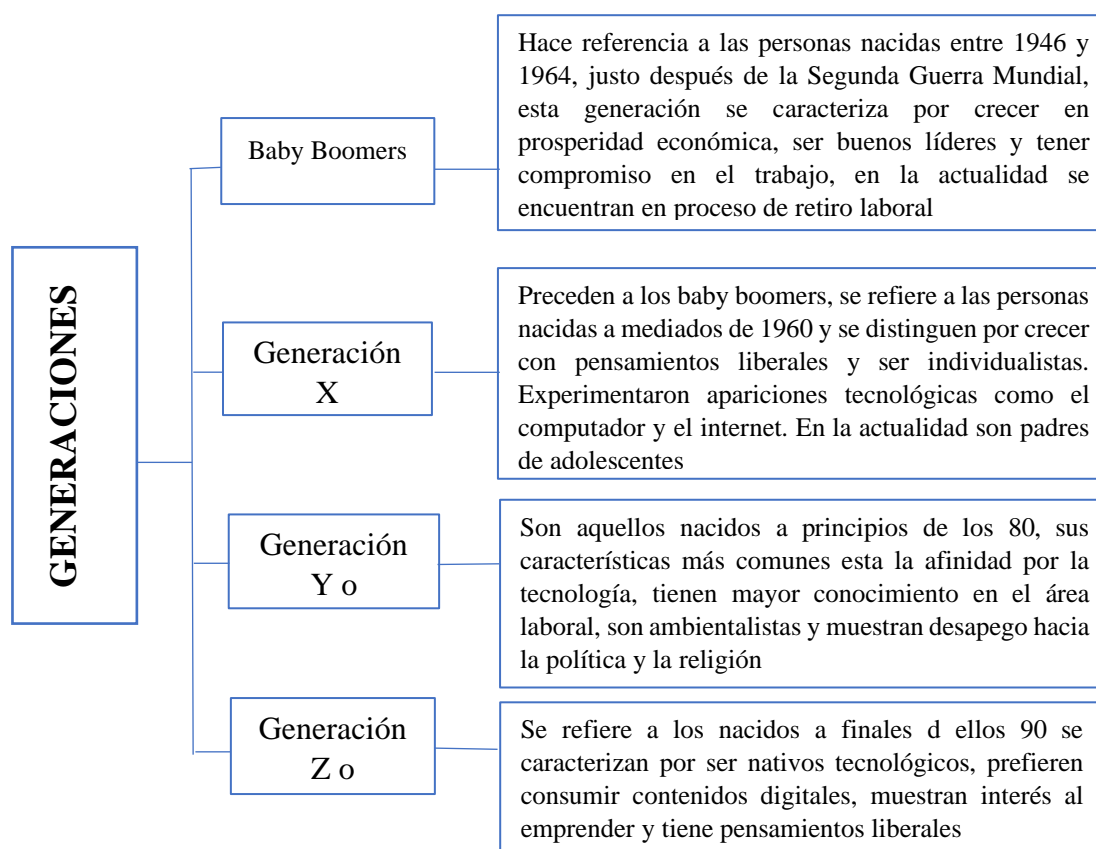 GENERACIONES
Baby Boomers
Hace referencia a las personas nacidas entre 1946 y
1964, justo después de la Segunda Guerra Mundial,
esta generación se caracteriza por crecer en
prosperidad económica, ser buenos líderes y tener
compromiso en el trabajo, en la actualidad se
encuentran en proceso de retiro laboral
Generación
X
Preceden a los baby boomers, se refiere a las personas
nacidas a mediados de 1960 y se distinguen por crecer
con pensamientos liberales y ser individualistas.
Experimentaron apariciones tecnológicas como el
computador y el internet. En la actualidad son padres
de adolescentes
Generación
Y o
Son aquellos nacidos a principios de los 80, sus
características más comunes esta la afinidad por la
tecnología, tienen mayor conocimiento en el área
laboral, son ambientalistas y muestran desapego hacia
la política y la religión
Generación
Z o
Se refiere a los nacidos a finales d ellos 90 se
caracterizan por ser nativos tecnológicos, prefieren
consumir contenidos digitales, muestran interés al
emprender y tiene pensamientos liberales